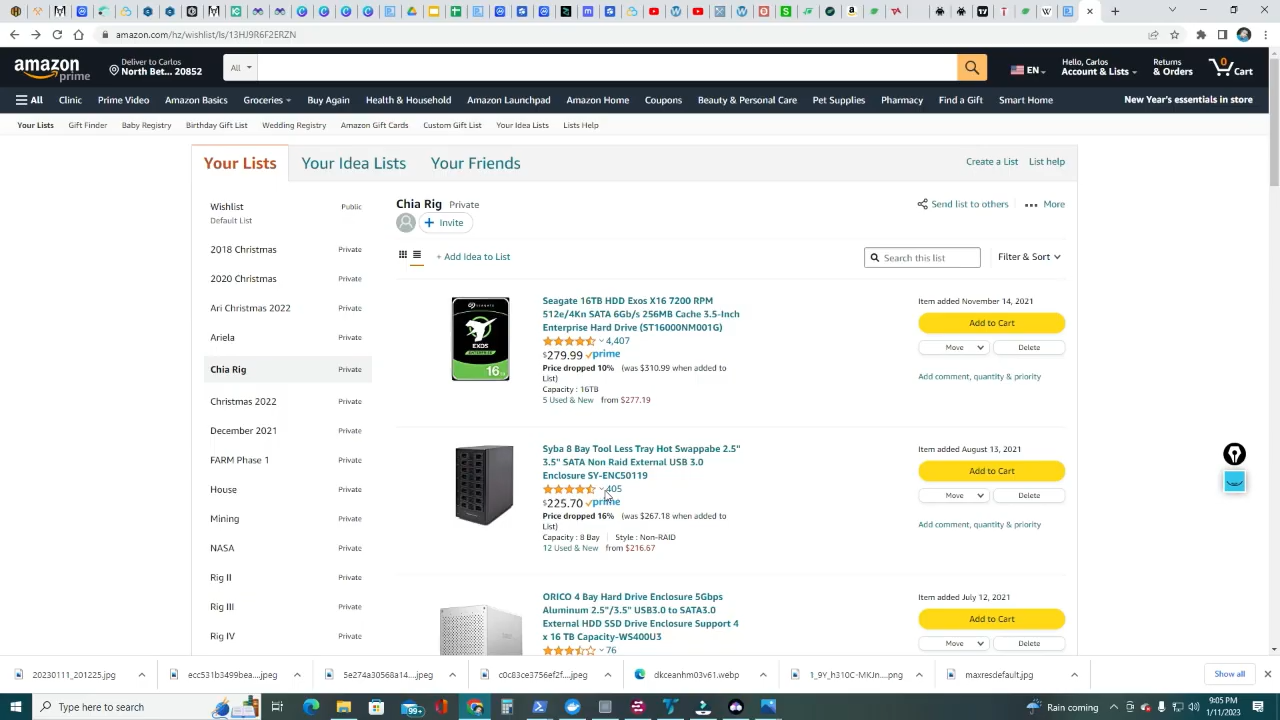 amazon.com/hz/wishlist/ls/13HJ9R6F2ERZN
amazon prime
Deliver to Carlos
North Bet... 20852
All
EN
Hello, Carlos
Account & Lists
Returns
& Orders
0
Cart
All
Clinic
Prime Video
Amazon Basics
Groceries
Buy Again
Health & Household
Amazon Launchpad
Amazon Home
Coupons
Beauty & Personal Care
Pet Supplies
Pharmacy
Find a Gift
Smart Home
New Year's essentials in store
Your Lists
Gift Finder
Baby Registry
Birthday Gift List
Wedding Registry
Amazon Gift Cards
Custom Gift List
Your Idea Lists
Lists Help
Your Lists
Your Idea Lists
Your Friends
Create a List
List help
Wishlist
Public
Default List
2018 Christmas Private
2020 Christmas Private
Ari Christmas 2022 Private
Ariela Private
Chia Rig Private
Christmas 2022 Private
December 2021 Private
FARM Phase 1 Private
House Private
Mining Private
NASA Private
Rig II Private
Rig III Private
Rig IV Private
Chia Rig Private
+ Invite
Send list to others
More
+ Add Idea to List
Search this list
Filter & Sort
SEAGATE
EXOS
ENTERPRISE
16TB
Seagate 16TB HDD Exos X16 7200 RPM
512e/4Kn SATA 6Gb/s 256MB Cache 3.5-Inch
Enterprise Hard Drive (ST16000NM001G)
4,407
$279.99 prime
Price dropped 10% (was $310.99 when added to
List)
Capacity : 16TB
5 Used & New from $277.19
Item added November 14, 2021
Add to Cart
Move
Delete
Add comment, quantity & priority
Syba 8 Bay Tool Less Tray Hot Swappabe 2.5"
3.5" SATA Non Raid External USB 3.0
Enclosure SY-ENC50119
405
$225.70 prime
Price dropped 16% (was $267.18 when added to
List)
Capacity : 8 Bay Style : Non-RAID
12 Used & New from $216.67
Item added August 13, 2021
Add to Cart
Move
Delete
Add comment, quantity & priority
ORICO 4 Bay Hard Drive Enclosure 5Gbps
Aluminum 2.5"/3.5" USB3.0 to SATA3.0
External HDD SSD Drive Enclosure Support 4
x 16 TB Capacity-WS400U3
76
Item added July 12, 2021
Add to Cart
Move
Delete
20230111_201225.jpg
ecc531b3499bea....jpeg
5e274a30568a14....jpeg
c0c83ce3756ef2f....jpeg
dkceanhm03v61.webp
1_9Y_h310C-MKJn....png
maxresdefault.jpg
Show all
Type here to search
99+
Rain coming
9:05 PM
1/11/2023